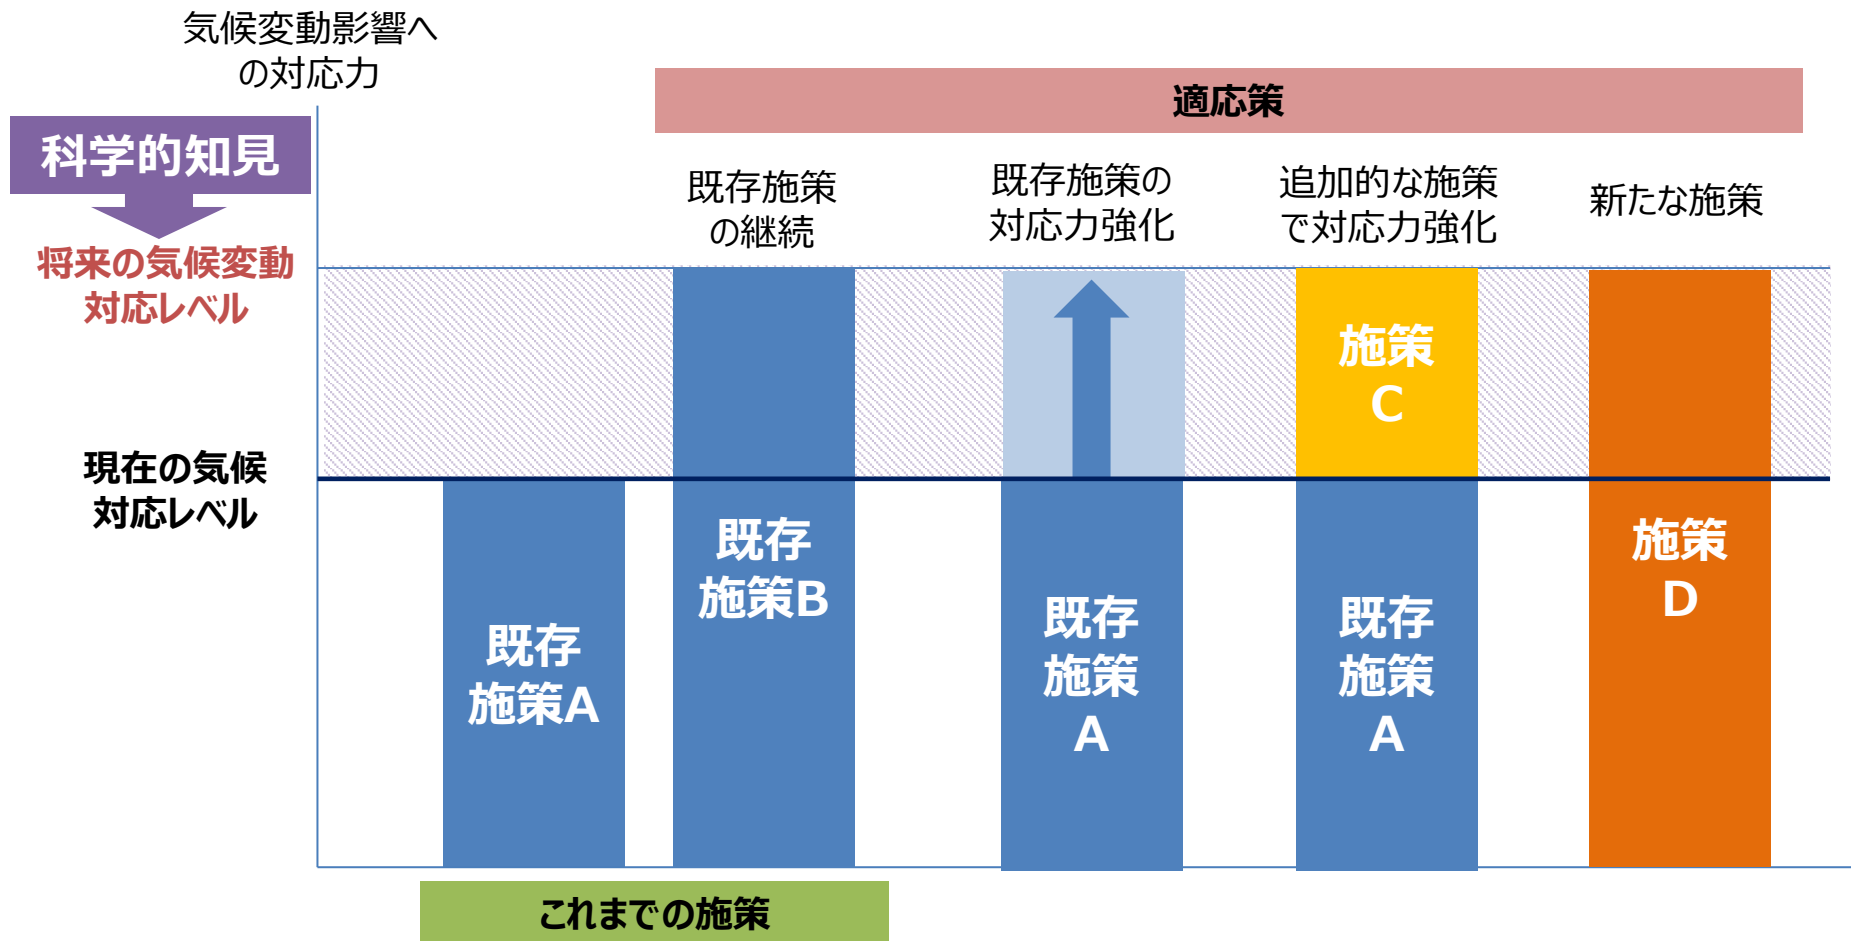 気候変動影響へ
の対応力
適応策
科学的知見
既存施策
の継続
既存施策の
対応力強化
追加的な施策
で対応力強化
新たな施策
将来の気候変動
対応レベル
施策
C
現在の気候
対応レベル
既存
施策A
既存
施策B
既存
施策
A
既存
施策
A
施策
D
これまでの施策